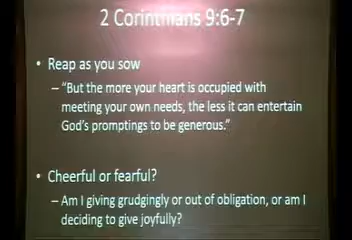 2 Corinthians 9:6-7
• Reap as you sow
– "But the more your heart is occupied with
meeting your own needs, the less it can entertain
God's promptings to be generous."
• Cheerful or fearful?
– Am I giving grudgingly or out of obligation, or am I
deciding to give joyfully?